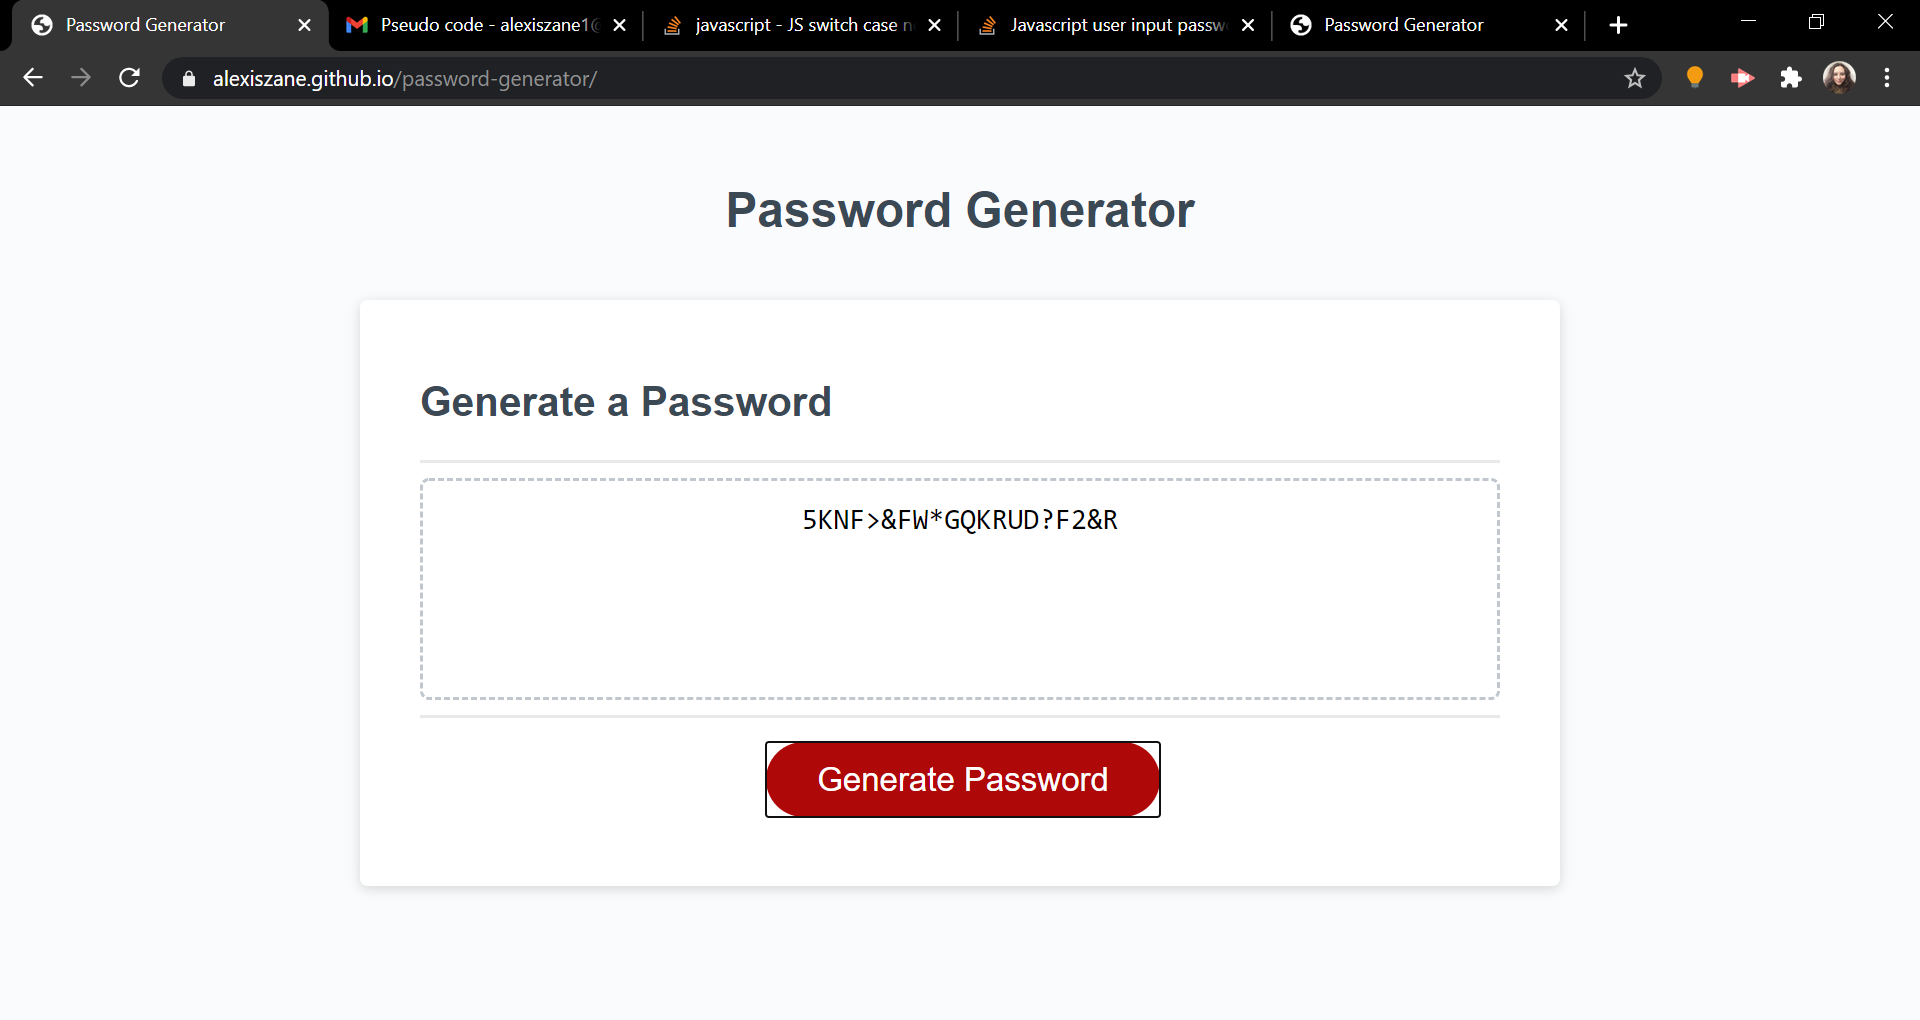 Password Generator
Pseudo code - alexiszane1@
javascript - JS switch case
Javascript user input passw
Password Generator
alexiszane.github.io/password-generator/
Password Generator
Generate a Password
5KNF>&FW*GQKRUD?F2&R
Generate Password